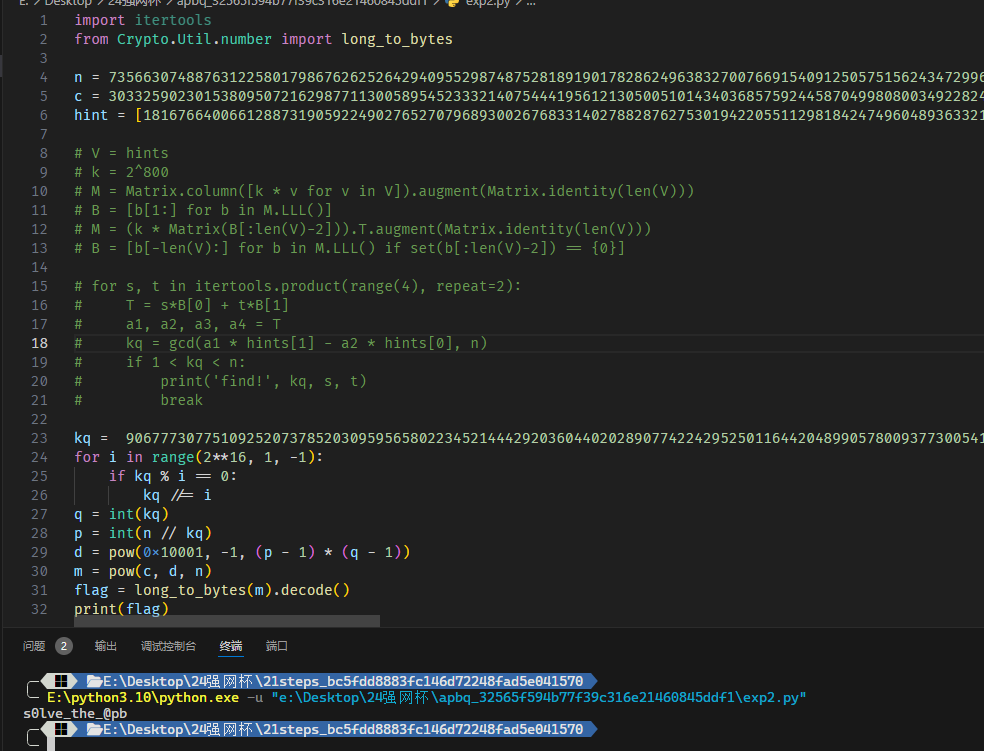 E: > Desktop > 24强网杯 > apbq_32565f594b77f39c316e21460845ddf1 > exp2.py > ...
1 import itertools
2 from Crypto.Util.number import long_to_bytes
3
4 n = 73566307488763122580179867626252642940955298748752818919017828624963832700766915409125057515624347299
5 c = 30332590230153809507216298771130058954523332140754441956121305005101434036857592445870499808003492282
6 hint = [18167664006612887319059224902765270796893002676833140278828762753019422055112981842474960489363321
7
8 # V = hints
9 # k = 2^800
10 # M = Matrix.column([k * v for v in V]).augment(Matrix.identity(len(V)))
11 # B = [b[1:] for b in M.LLL()]
12 # M = (k * Matrix(B[:len(V)-2])).T.augment(Matrix.identity(len(V)))
13 # B = [b[-len(V):] for b in M.LLL() if set(b[:len(V)-2]) == {0}]
14
15 # for s, t in itertools.product(range(4), repeat=2):
16 #     T = s*B[0] + t*B[1]
17 #     a1, a2, a3, a4 = T
18 #     kq = gcd(a1 * hints[1] - a2 * hints[0], n)
19 #     if 1 < kq < n:
20 #         print('find!', kq, s, t)
21 #         break
22
23 kq =  9067773077510925207378520309595658022345214442920360440202890774224295250116442048990578009377300541
24 for i in range(2**16, 1, -1):
25     if kq % i == 0:
26         kq //= i
27 q = int(kq)
28 p = int(n // kq)
29 d = pow(0×10001, -1, (p - 1) * (q - 1))
30 m = pow(c, d, n)
31 flag = long_to_bytes(m).decode()
32 print(flag)
问题 2 输出 调试控制台 终端 端口
E:\Desktop\24强网杯\21steps_bc5fdd8883fc146d72248fad5e041570
E:\python3.10\python.exe -u "e:\Desktop\24强网杯\apbq_32565f594b77f39c316e21460845ddf1\exp2.py"
s0lve_the_@pb
E:\Desktop\24强网杯\21steps_bc5fdd8883fc146d72248fad5e041570